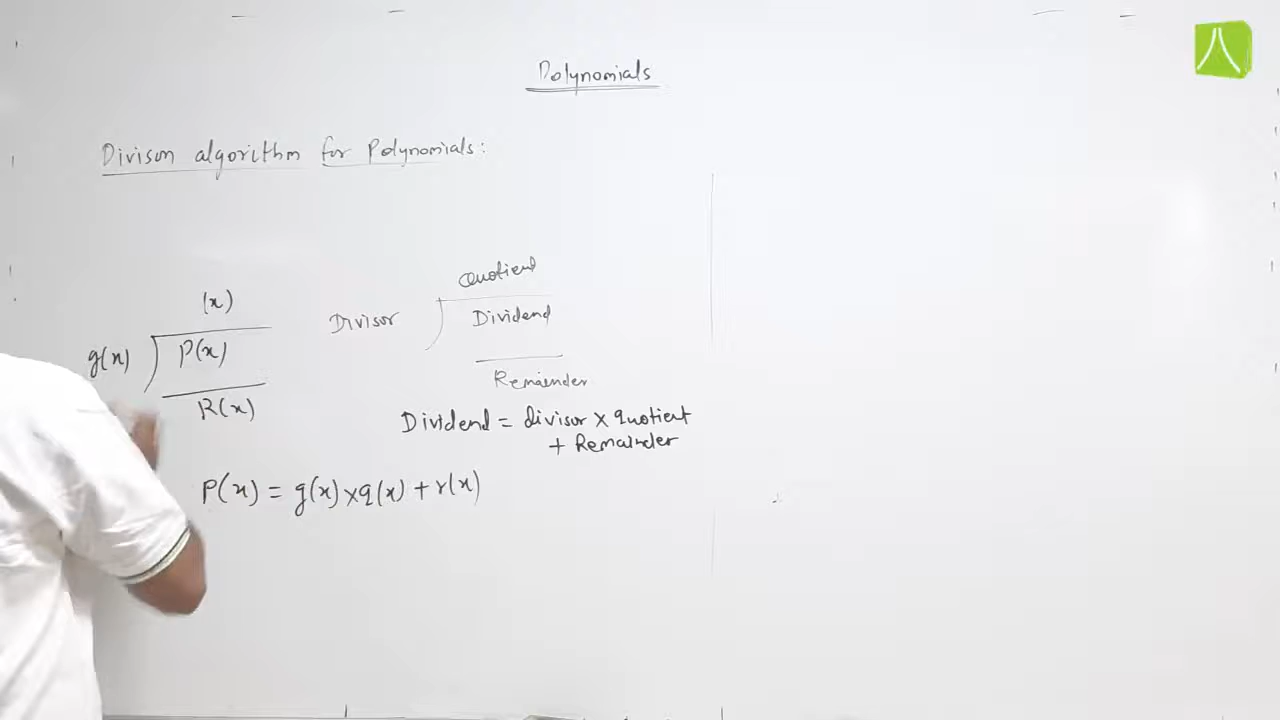 Polynomials
Divison algorithm for Polynomials:
(x)
g(x) P(x)
R(x)
Quotient
Divisor Dividend
Remainder
Dividend = divisor × quotient
+ Remainder
P(x) = g(x) × q(x) + r(x)